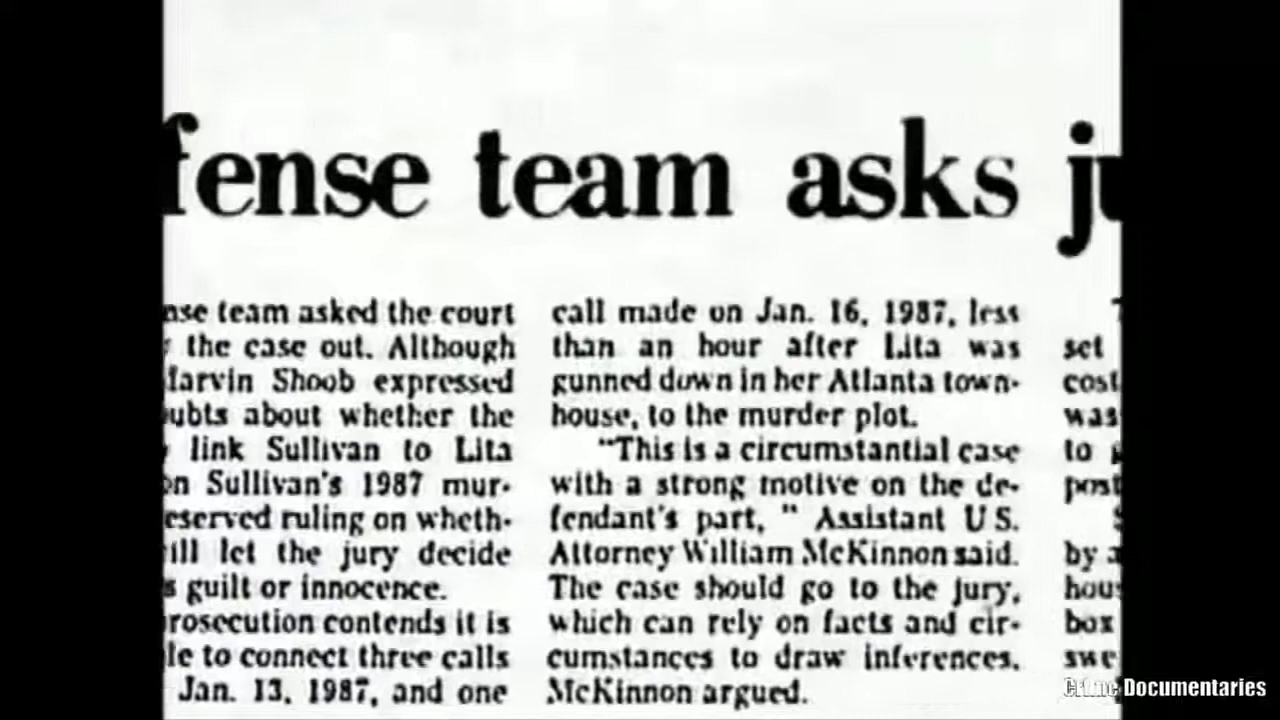 fense team asks ju
nse team asked the court
the case out. Although
Marvin Shoob expressed
ubts about whether the
link Sullivan to Lita
on Sullivan's 1987 mur-
eserved ruling on wheth-
ill let the jury decide
s guilt or innocence.
rosecution contends it is
le to connect three calls
Jan. 13, 1987, and one
call made on Jan. 16, 1987, less
than an hour after Lita was
gunned down in her Atlanta town-
house, to the murder plot.
"This is a circumstantial case
with a strong motive on the de-
fendant's part, " Assistant U S.
Attorney William McKinnon said.
The case should go to the jury,
which can rely on facts and cir-
cumstances to draw inferences,
McKinnon argued.
set
cost
was
to
post
by a
hous
box
swe
Crime Documentaries